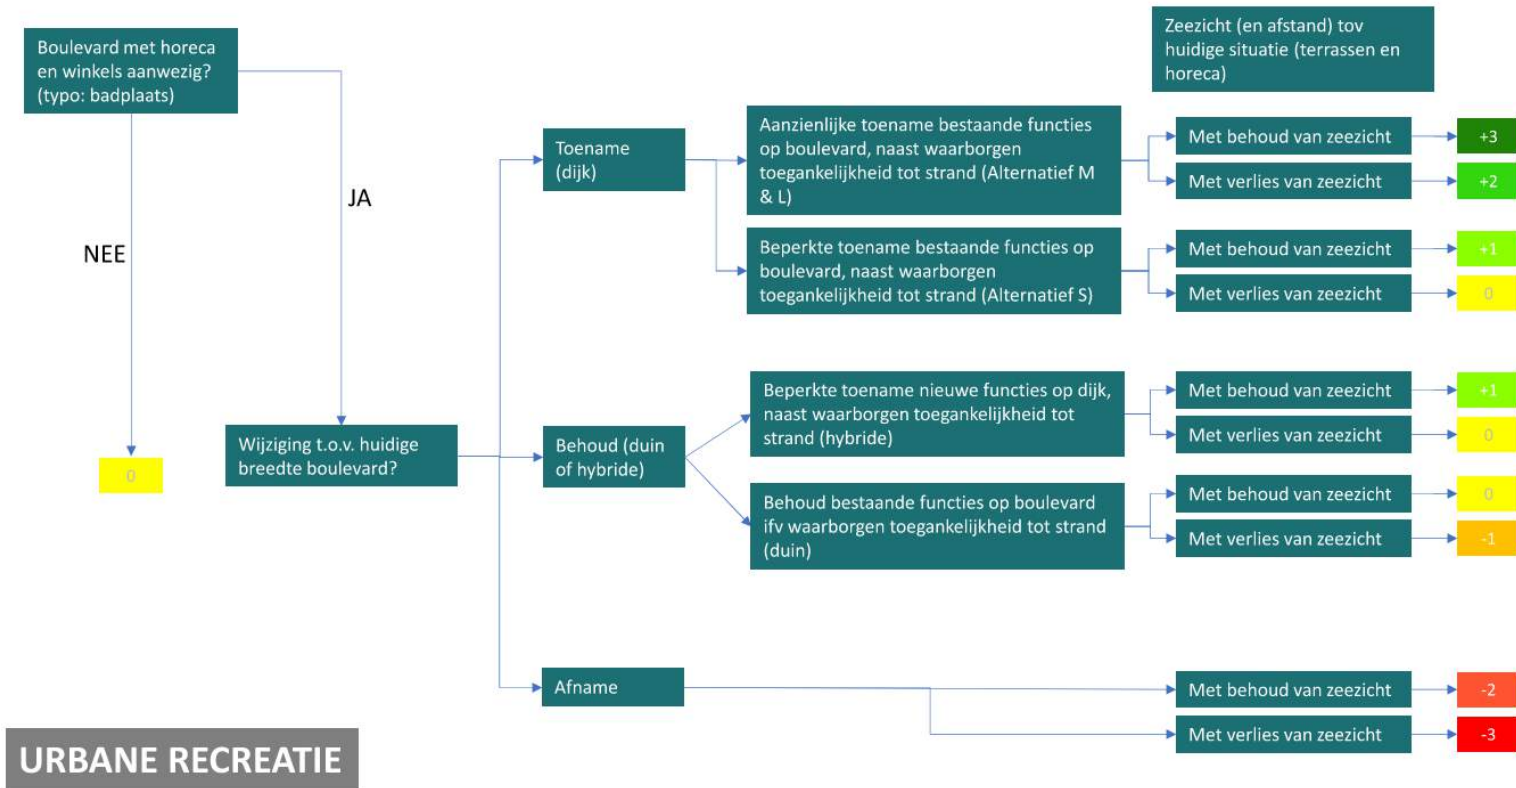 Boulevard met horeca
en winkels aanwezig?
(typo: badplaats)
NEE
0
JA
Wijziging t.o.v. huidige
breedte boulevard?
Zeezicht (en afstand) tov
huidige situatie (terrassen en
horeca)
Toename
(dijk)
Aanzienlijke toename bestaande functies
op boulevard, naast waarborgen
toegankelijkheid tot strand (Alternatief M
& L)
Met behoud van zeezicht
+3
Met verlies van zeezicht
+2
Beperkte toename bestaande functies op
boulevard, naast waarborgen
toegankelijkheid tot strand (Alternatief S)
Met behoud van zeezicht
+1
Met verlies van zeezicht
0
Behoud (duin
of hybride)
Beperkte toename nieuwe functies op dijk,
naast waarborgen toegankelijkheid tot
strand (hybride)
Met behoud van zeezicht
+1
Met verlies van zeezicht
0
Behoud bestaande functies op boulevard
ifv waarborgen toegankelijkheid tot strand
(duin)
Met behoud van zeezicht
0
Met verlies van zeezicht
-1
Afname
Met behoud van zeezicht
-2
Met verlies van zeezicht
-3
URBANE RECREATIE